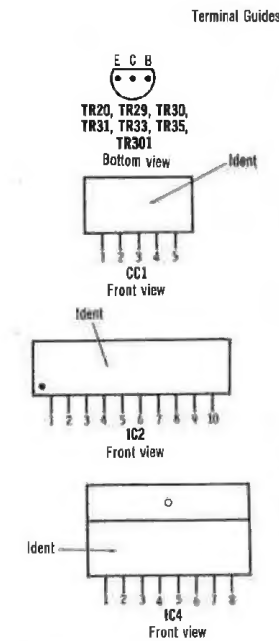 Terminal Guides
E C B
TR20, TR29, TR30,
TR31, TR33, TR35,
TR301
Bottom view
Ident
1 2 3 4 5
CC1
Front view
Ident
1 2 3 4 5 6 7 8 9 10
IC2
Front view
Ident
1 2 3 4 5 6 7 8
IC4
Front view